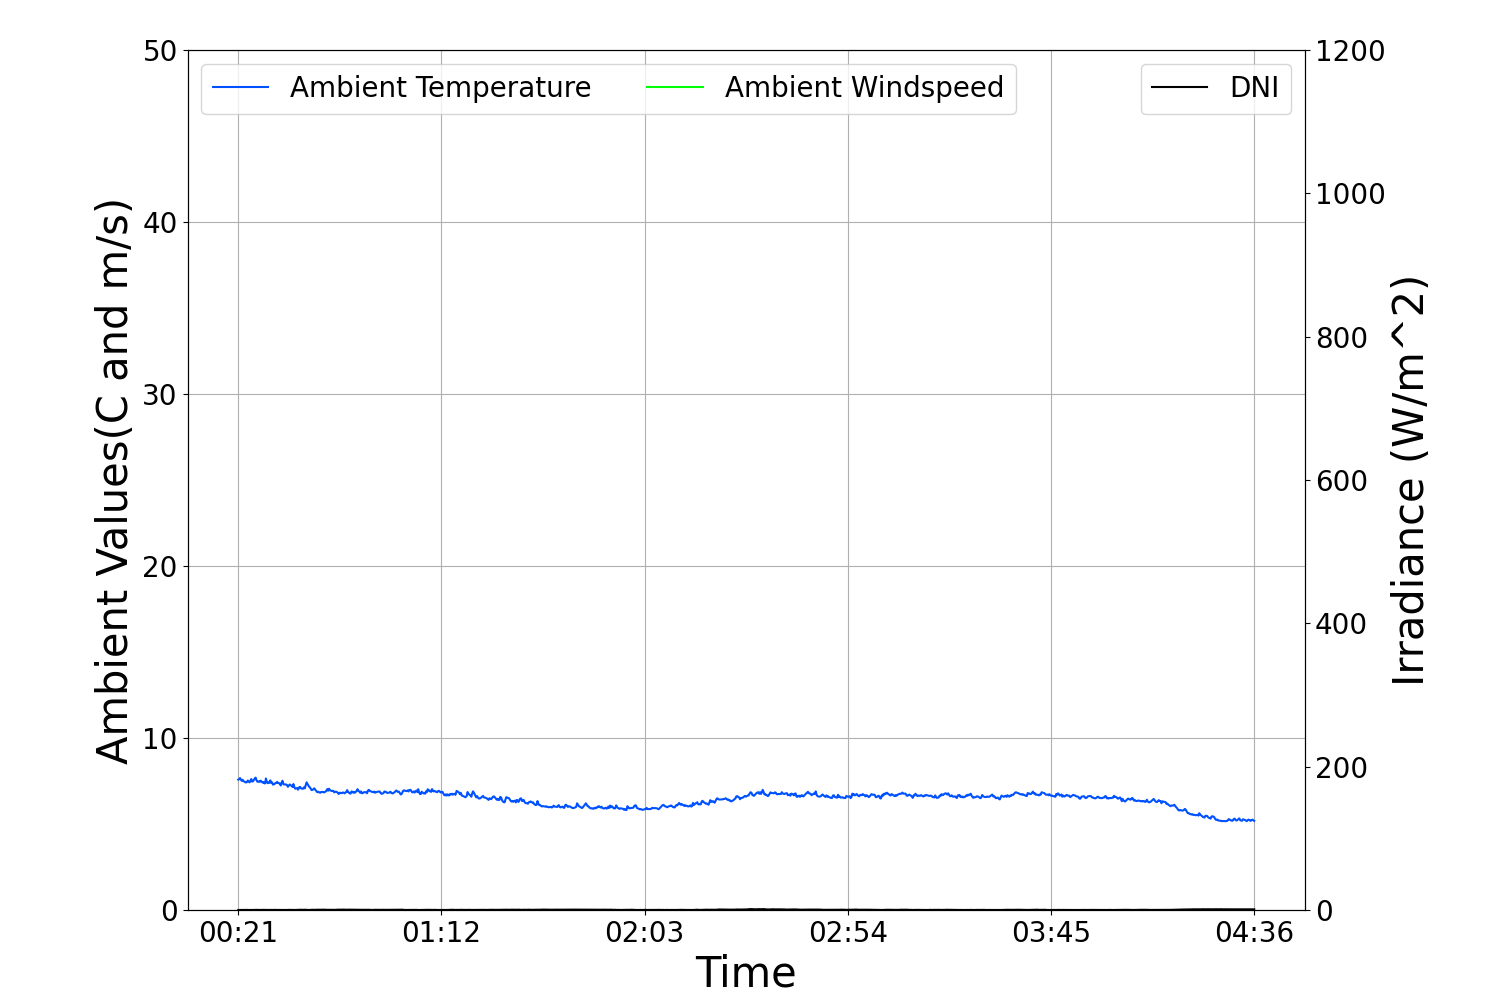 Ambient Temperature
Ambient Windspeed
DNI
Ambient Values(C and m/s)
50
40
30
20
10
0
1200
1000
800
600
400
200
0
Irradiance (W/m^2)
00:21 01:12 02:03 02:54 03:45 04:36
Time